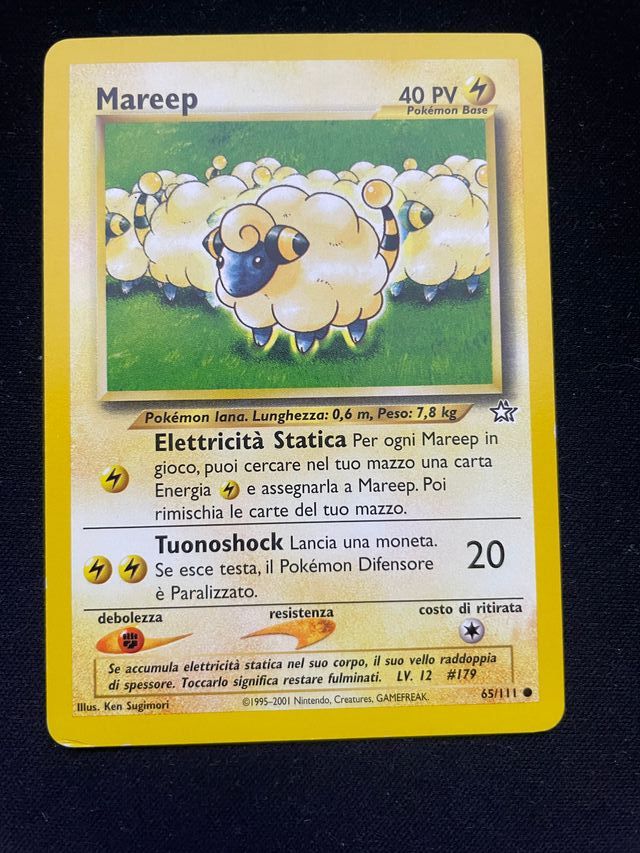 Mareep
40 PV
Pokémon Base
Pokémon lana. Lunghezza: 0,6 m, Peso: 7,8 kg
Elettricità Statica Per ogni Mareep in
gioco, puoi cercare nel tuo mazzo una carta
Energia e assegnarla a Mareep. Poi
rimischia le carte del tuo mazzo.
Tuonoshock Lancia una moneta.
Se esce testa, il Pokémon Difensore
è Paralizzato.
20
debolezza
resistenza
costo di ritirata
Se accumula elettricità statica nel suo corpo, il suo vello raddoppia
di spessore. Toccarlo significa restare fulminati. LV. 12 #179
Illus. Ken Sugimori
©1995-2001 Nintendo, Creatures, GAMEFREAK.
65/111